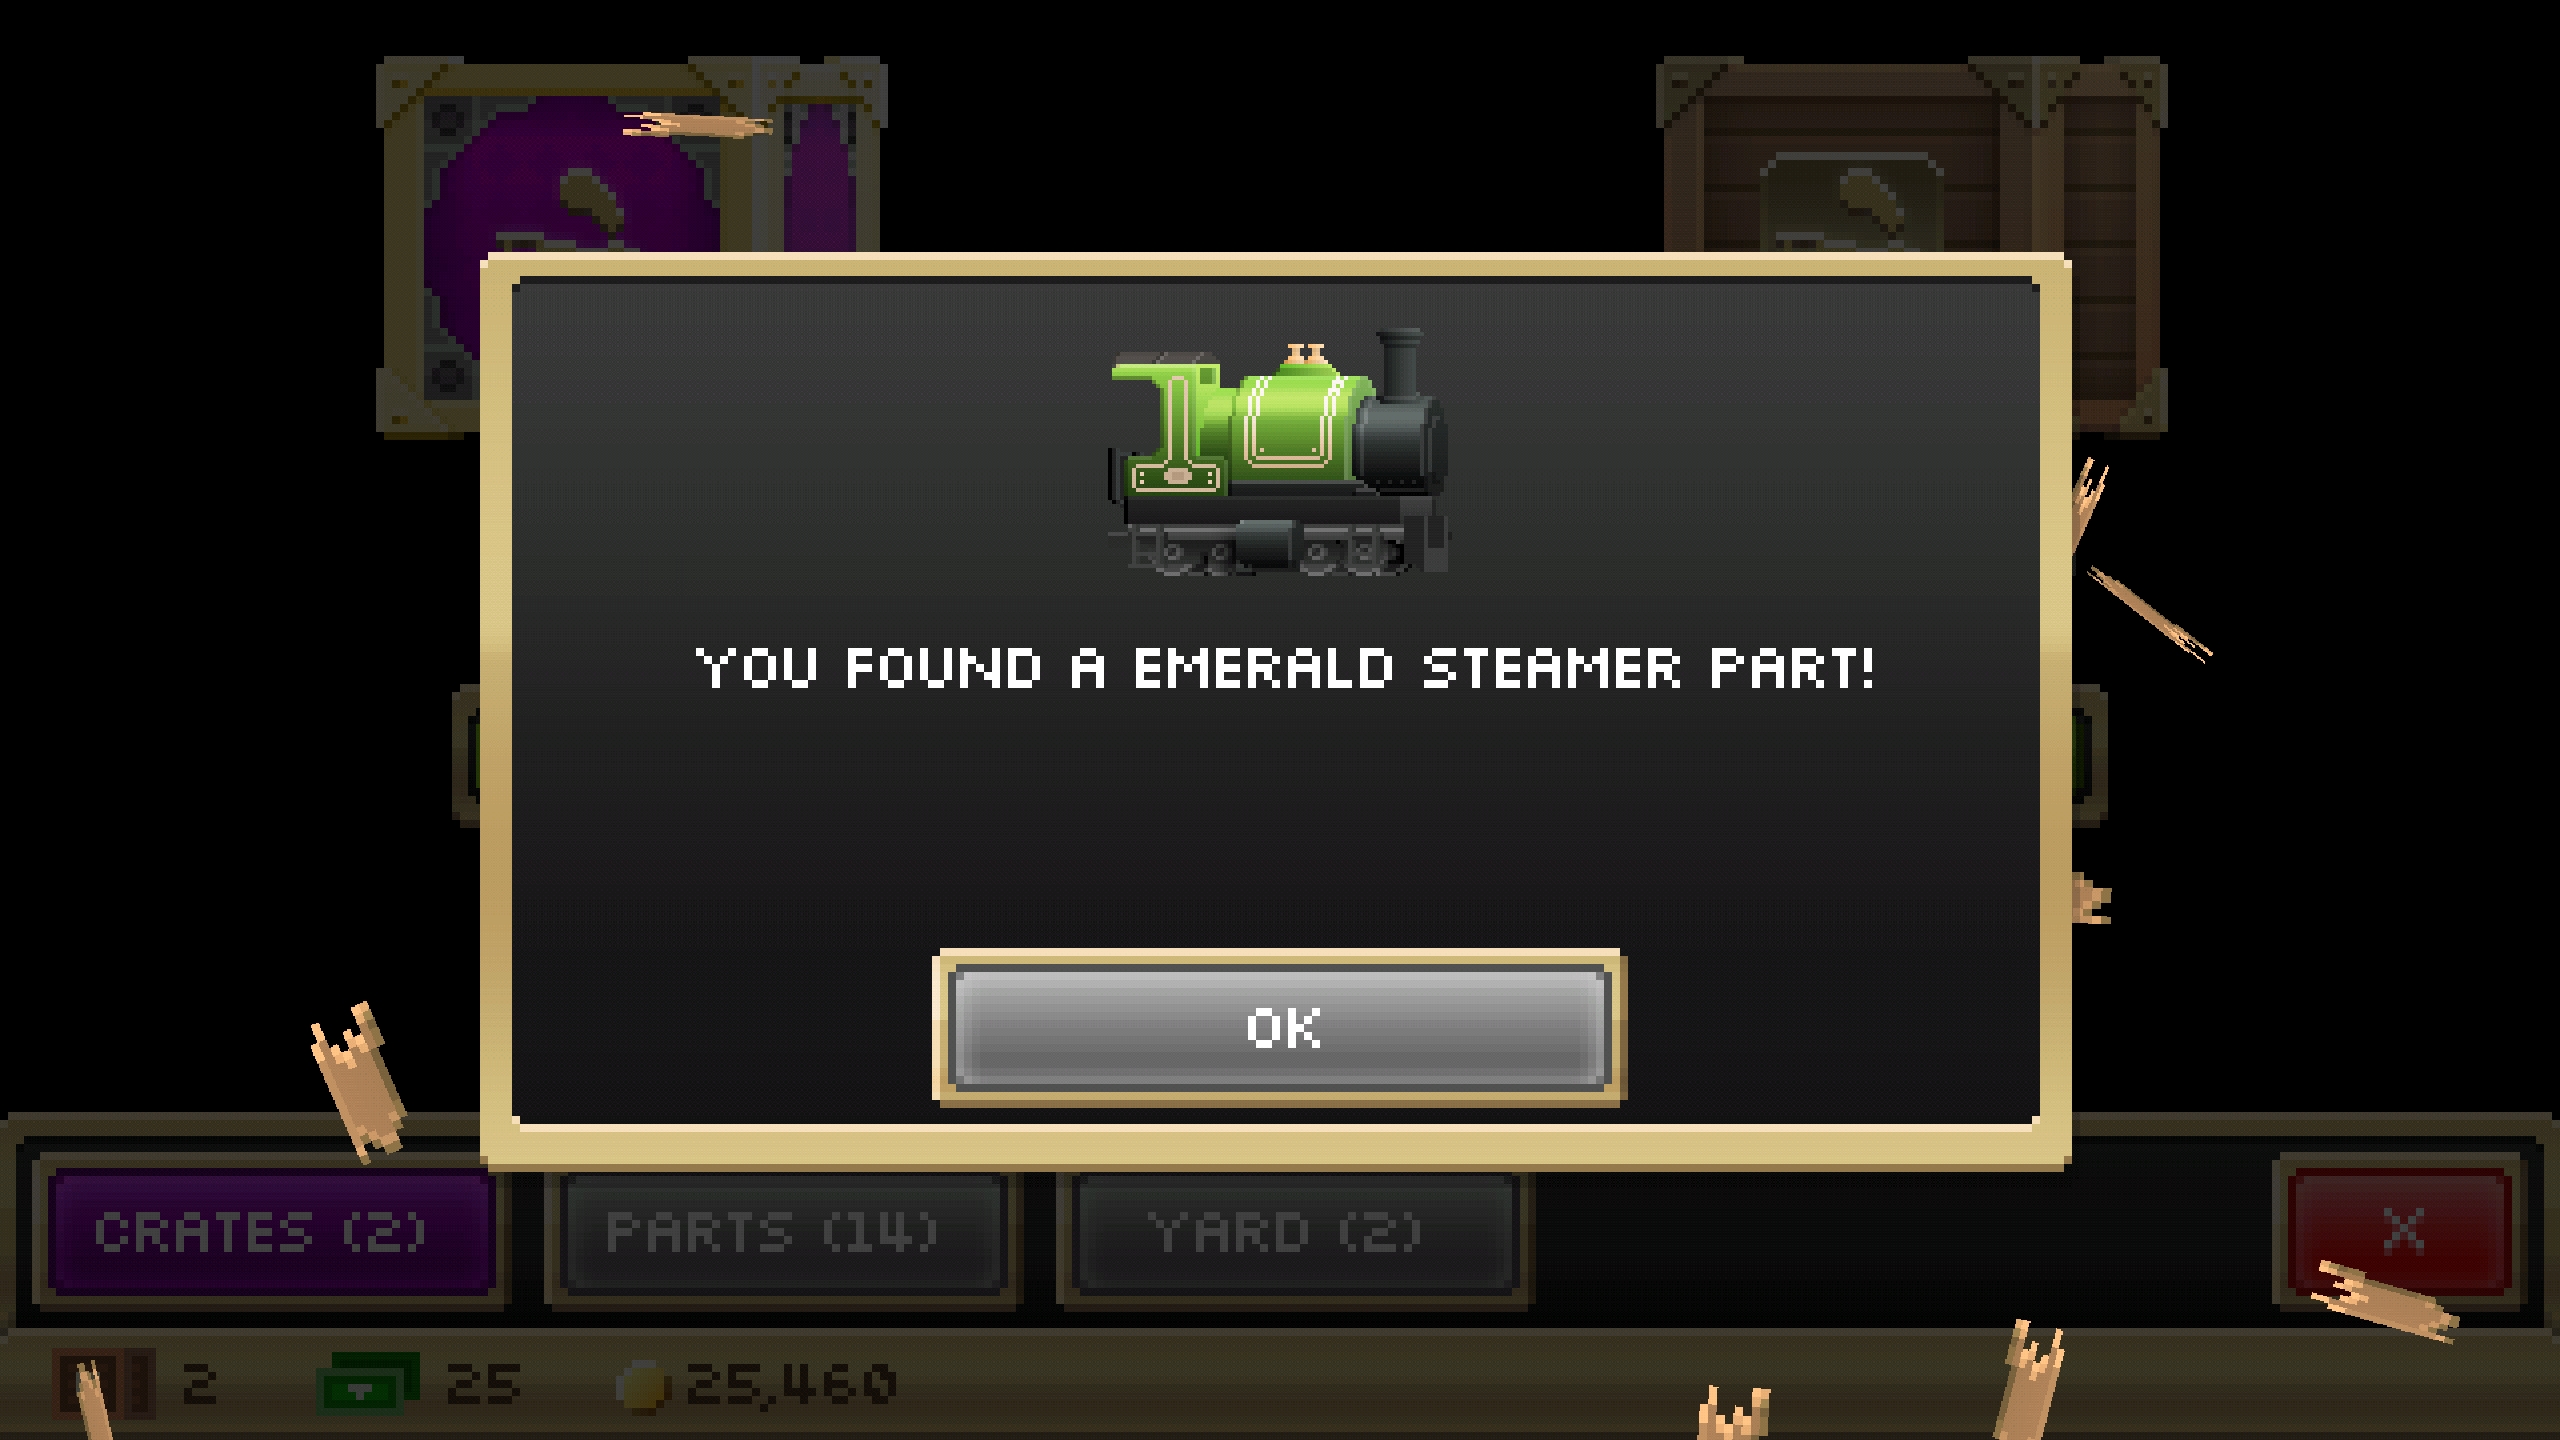 YOU FOUND A EMERALD STEAMER PART!
OK
CRATES (2)
PARTS (14)
YARD (2)
X
2
25
25,460